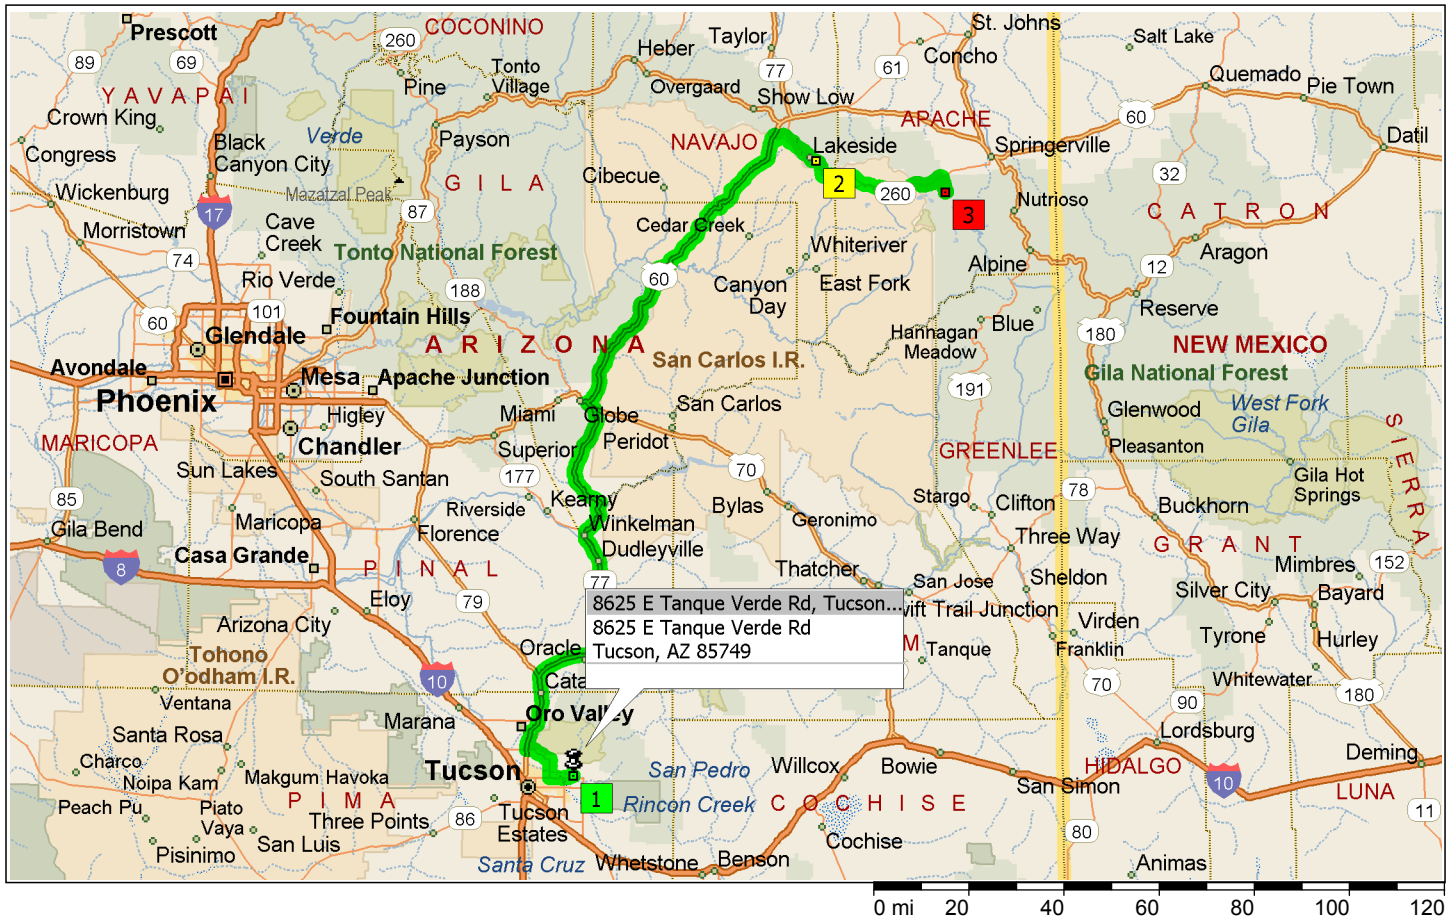 Prescott
COCONINO
St. Johns
Taylor
Salt Lake
260
Heber
Concho
89
69
Tonto
Village
77
61
Quemado
Pie Town
Pine
Overgaard
Show Low
YAVAPAI
Crown King
APACHE
60
Black
Canyon City
Verde
Payson
NAVAJO
Lakeside
Springerville
Datil
Congress
Wickenburg
Mazatzal Peak
GILA
Cibecue
2
260
32
17
87
3
Nutrioso
CATRON
Morristown
Cave
Creek
Cedar Creek
Whiteriver
Aragon
74
Tonto National Forest
Alpine
12
Rio Verde
188
60
Canyon
Day
East Fork
Reserve
60
101
Fountain Hills
Blue
Glendale
Hannagan
Meadow
180
ARIZONA
San Carlos I.R.
NEW MEXICO
Avondale
Mesa
Apache Junction
191
Gila National Forest
Phoenix
Miami
Globe
San Carlos
Glenwood
West Fork
Gila
Higley
MARICOPA
Chandler
Superior
Peridot
GREENLEE
Pleasanton
SIERRA
Sun Lakes
South Santan
177
70
Gila Hot
Springs
85
Riverside
Kearny
Bylas
Stargo
Clifton
78
Buckhorn
Gila Bend
Maricopa
Florence
Winkelman
Geronimo
Three Way
GRANT
Casa Grande
Dudleyville
8
PINAL
77
Thatcher
San Jose
Sheldon
Mimbres
152
Eloy
79
8625 E Tanque Verde Rd, Tucson...
8625 E Tanque Verde Rd
Tucson, AZ 85749
wift Trail Junction
Silver City
Bayard
Arizona City
Virden
Tyrone
Hurley
Tohono
O'odham I.R.
Oracle
M
Tanque
Franklin
10
Cata
70
Whitewater
180
Ventana
90
Marana
Oro Valley
Lordsburg
Santa Rosa
Deming
Charco
Noipa Kam
Makgum Havoka
Tucson
San Pedro
Willcox
Bowie
HIDALGO
10
San Simon
LUNA
PIMA
1
Rincon Creek
COCHISE
Peach Pu
Piato
Vaya
Three Points
86
Tucson
Estates
11
San Luis
80
Pisinimo
Cochise
Santa Cruz
Whetstone
Benson
Animas
0 mi 20 40 60 80 100 120